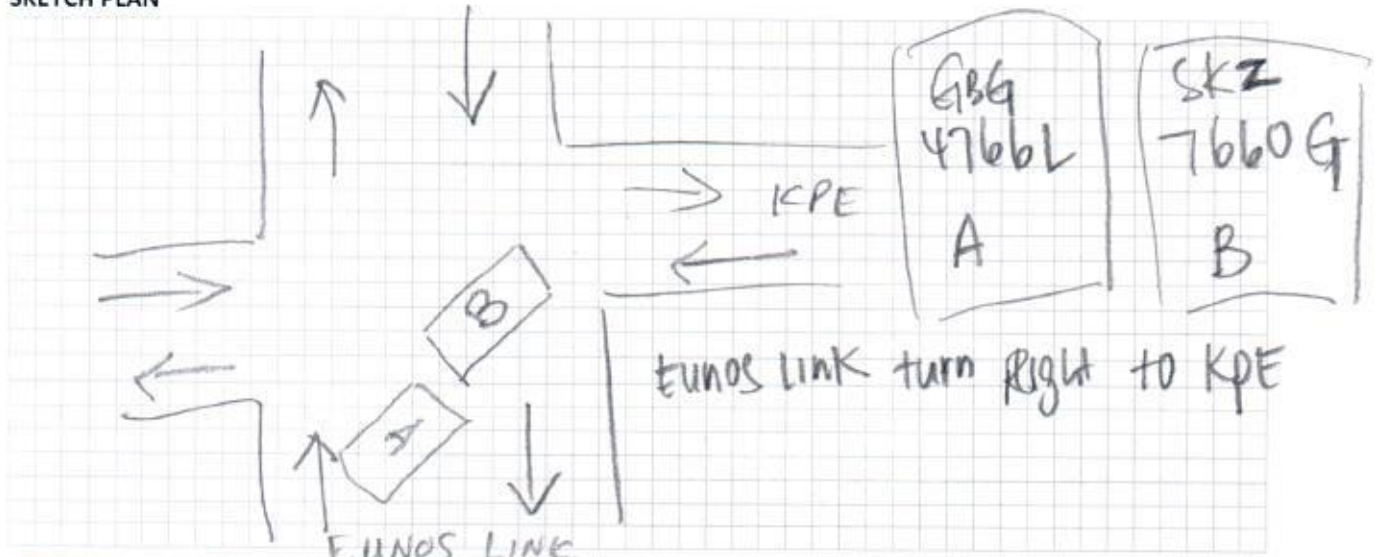 SKETCH PLAN
GBG
4766L
A
SKZ
7660G
B
KPE
B
A
Eunos Link turn Right to KPE
EUNOS LINK